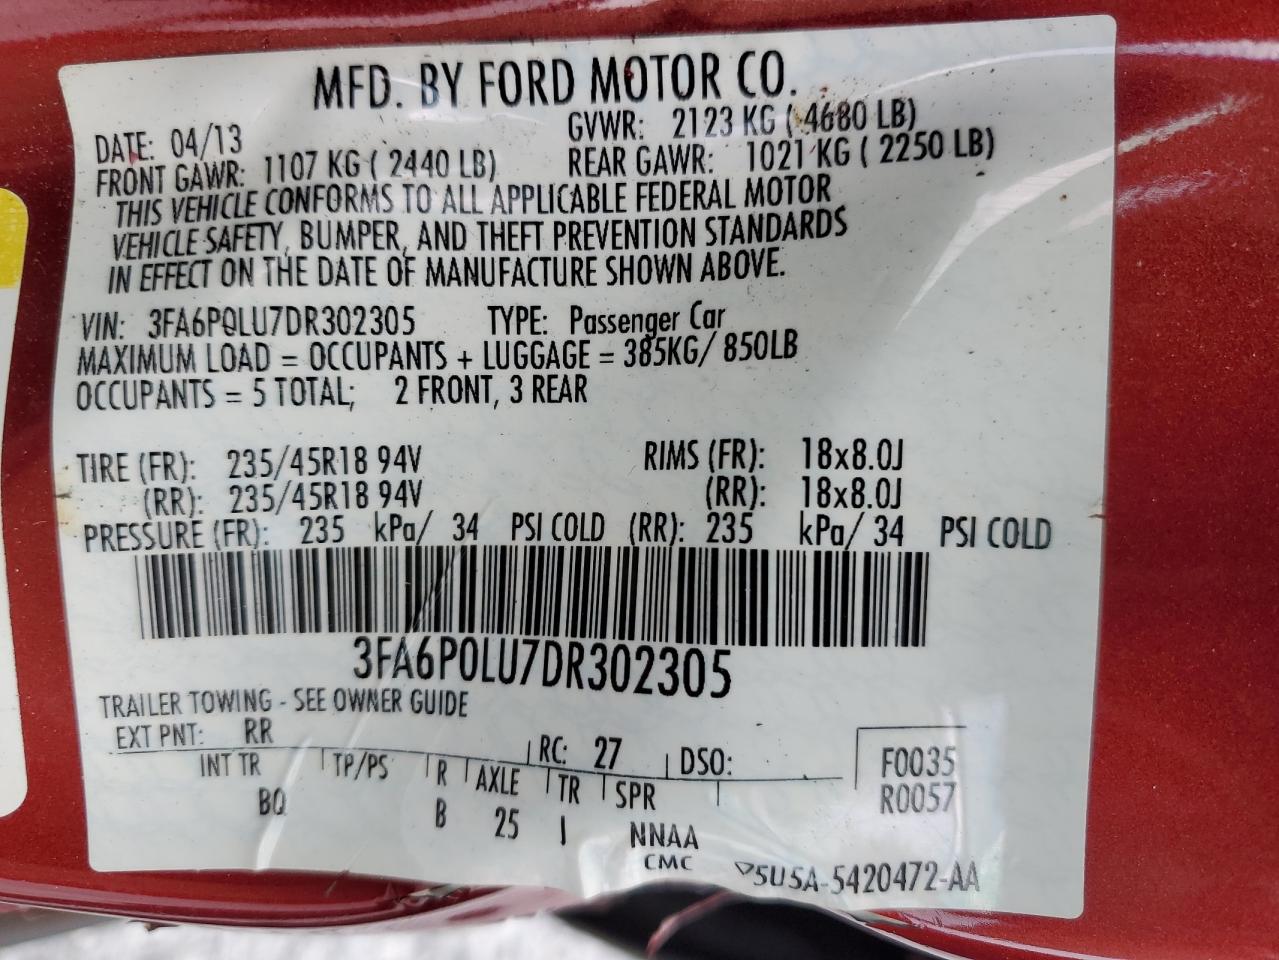 MFD. BY FORD MOTOR CO.
DATE: 04/13 GVWR: 2123 KG ( 4680 LB)
FRONT GAWR: 1107 KG ( 2440 LB) REAR GAWR: 1021 KG ( 2250 LB)
THIS VEHICLE CONFORMS TO ALL APPLICABLE FEDERAL MOTOR
VEHICLE SAFETY, BUMPER, AND THEFT PREVENTION STANDARDS
IN EFFECT ON THE DATE OF MANUFACTURE SHOWN ABOVE.
VIN: 3FA6P0LU7DR302305 TYPE: Passenger Car
MAXIMUM LOAD = OCCUPANTS + LUGGAGE = 385KG/ 850LB
OCCUPANTS = 5 TOTAL; 2 FRONT, 3 REAR
TIRE (FR): 235/45R18 94V RIMS (FR): 18x8.0J
(RR): 235/45R18 94V (RR): 18x8.0J
PRESSURE (FR): 235 kPa/ 34 PSI COLD (RR): 235 kPa/ 34 PSI COLD
3FA6P0LU7DR302305
TRAILER TOWING - SEE OWNER GUIDE
EXT PNT: RR RC: 27 DSO: F0035
INT TR TP/PS R AXLE TR SPR R0057
BQ B 25 J NNAA
CMC 5U5A-5420472-AA